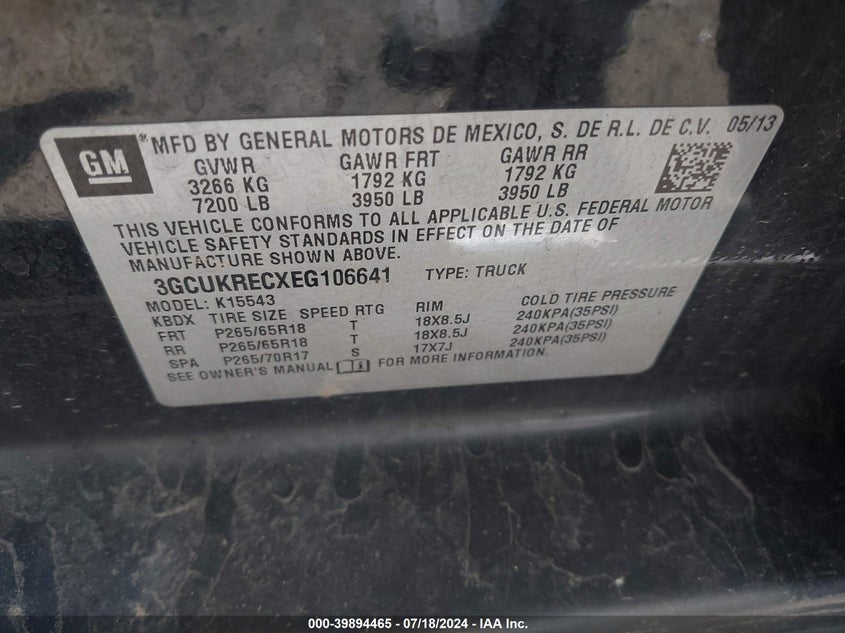 GM
® MFD BY GENERAL MOTORS DE MEXICO, S. DE R.L. DE C.V. 05/13
GVWR GAWR FRT GAWR RR
3266 KG 1792 KG 1792 KG
7200 LB 3950 LB 3950 LB
THIS VEHICLE CONFORMS TO ALL APPLICABLE U.S. FEDERAL MOTOR
VEHICLE SAFETY STANDARDS IN EFFECT ON THE DATE OF
MANUFACTURE SHOWN ABOVE.
3GCUKRECXEG106641 TYPE: TRUCK
MODEL: K15543
KBDX TIRE SIZE SPEED RTG RIM COLD TIRE PRESSURE
FRT P265/65R18 T 18X8.5J 240KPA(35PSI)
RR P265/65R18 T 18X8.5J 240KPA(35PSI)
SPA P265/70R17 S 17X7J 240KPA(35PSI)
SEE OWNER'S MANUAL FOR MORE INFORMATION.
000-39894465 - 07/18/2024 - IAA Inc.